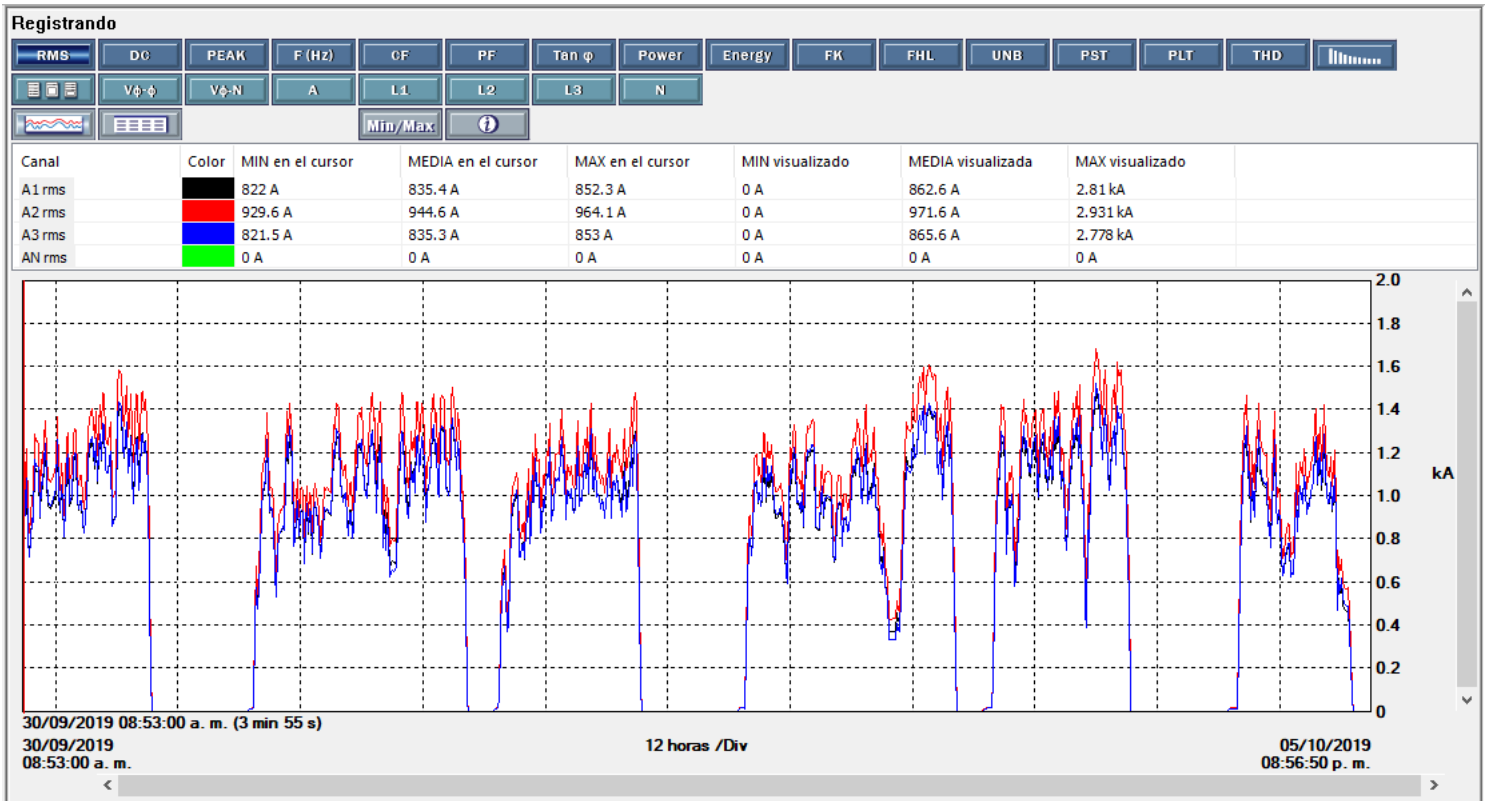 Registrando
RMS DC PEAK F (Hz) CF PF Tan φ Power Energy FK FHL UNB PST PLT THD
Vϕ-ϕ Vϕ-N A L1 L2 L3 N
Min/Max i
Canal Color MIN en el cursor MEDIA en el cursor MAX en el cursor MIN visualizado MEDIA visualizada MAX visualizado
A1 rms 822 A 835.4 A 852.3 A 0 A 862.6 A 2.81 kA
A2 rms 929.6 A 944.6 A 964.1 A 0 A 971.6 A 2.931 kA
A3 rms 821.5 A 835.3 A 853 A 0 A 865.6 A 2.778 kA
AN rms 0 A 0 A 0 A 0 A 0 A 0 A
2.0
1.8
1.6
1.4
1.2
kA
1.0
0.8
0.6
0.4
0.2
0
30/09/2019 08:53:00 a. m. (3 min 55 s)
30/09/2019 12 horas /Div 05/10/2019
08:53:00 a. m. 08:56:50 p. m.